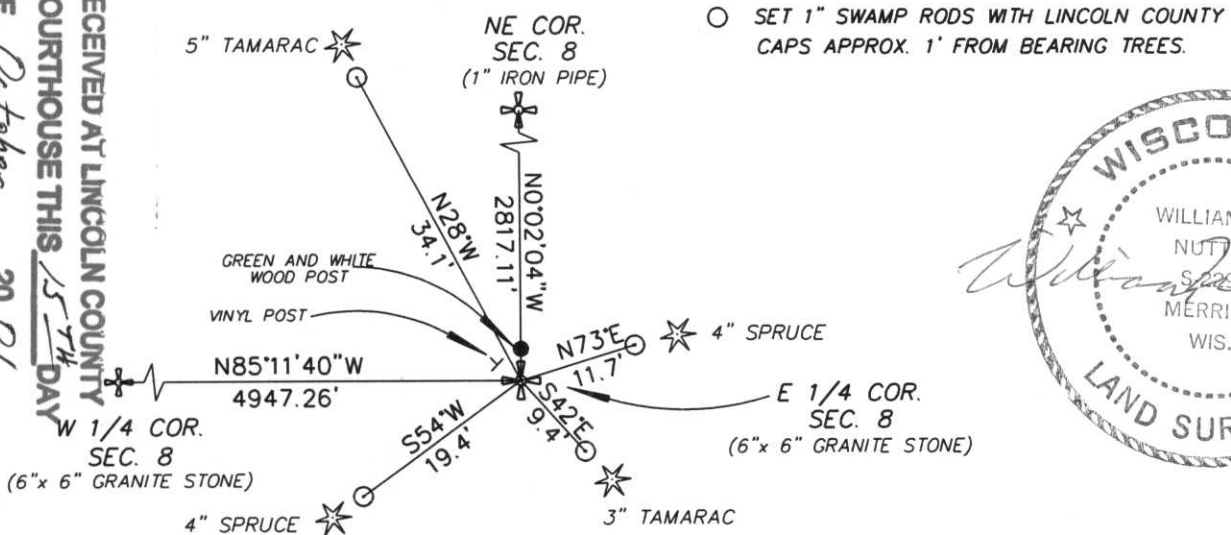 RECEIVED AT LINCOLN COUNTY
COURTHOUSE THIS 15TH DAY
October 20 01
5" TAMARAC
NE COR.
SEC. 8
(1" IRON PIPE)
○ SET 1" SWAMP RODS WITH LINCOLN COUNTY
CAPS APPROX. 1' FROM BEARING TREES.
N28°W
34.1'
N0°02'04"W
2817.11'
GREEN AND WHITE
WOOD POST
VINYL POST
N73°E
11.7'
4" SPRUCE
N85°11'40"W
4947.26'
W 1/4 COR.
SEC. 8
(6"x 6" GRANITE STONE)
S54°W
19.4'
S42°E
9.4'
E 1/4 COR.
SEC. 8
(6"x 6" GRANITE STONE)
4" SPRUCE
3" TAMARAC
WISCO
WILLIAM
NUTT
MERRI
WIS.
LAND SUR